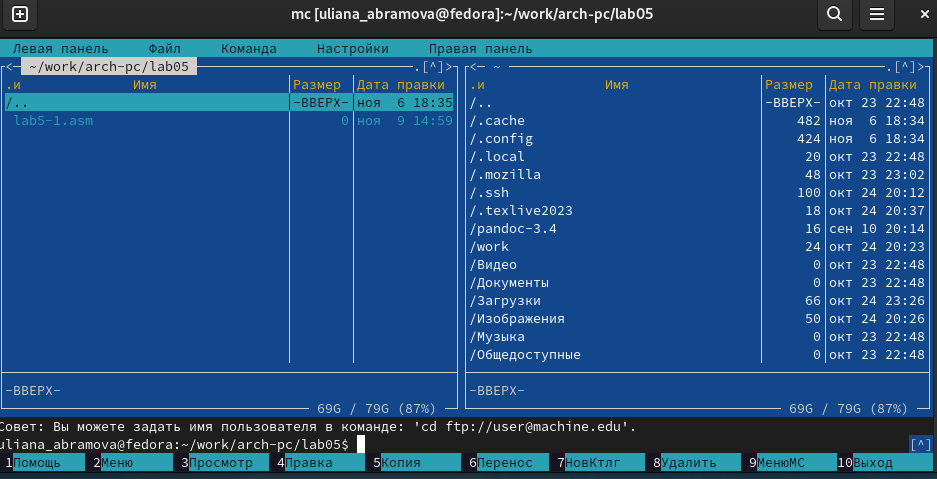 mc [uliana_abramova@fedora]:~/work/arch-pc/lab05
Левая панель Файл Команда Настройки Правая панель
<─ ~/work/arch-pc/lab05 .[^]>
.и Имя Размер Дата правки
/.. -ВВЕРХ- ноя 6 18:35
lab5-1.asm 0 ноя 9 14:59
-ВВЕРХ-
69G / 79G (87%)
<─ ~ .[^]>
.и Имя Размер Дата правки
/.. -ВВЕРХ- окт 23 22:48
/.cache 482 ноя 6 18:34
/.config 424 ноя 6 18:34
/.local 20 окт 23 22:48
/.mozilla 48 окт 23 23:02
/.ssh 100 окт 24 20:12
/.texlive2023 18 окт 24 20:37
/pandoc-3.4 16 сен 10 20:14
/work 24 окт 24 20:23
/Видео 0 окт 23 22:48
/Документы 0 окт 23 22:48
/Загрузки 66 окт 24 23:26
/Изображения 50 окт 24 20:26
/Музыка 0 окт 23 22:48
/Общедоступные 0 окт 23 22:48
-ВВЕРХ-
69G / 79G (87%)
Совет: Вы можете задать имя пользователя в команде: 'cd ftp://user@machine.edu'.
uliana_abramova@fedora:~/work/arch-pc/lab05$ [^]
1Помощь 2Меню 3Просмотр 4Правка 5Копия 6Перенос 7НовКтлг 8Удалить 9МенюМС 10Выход